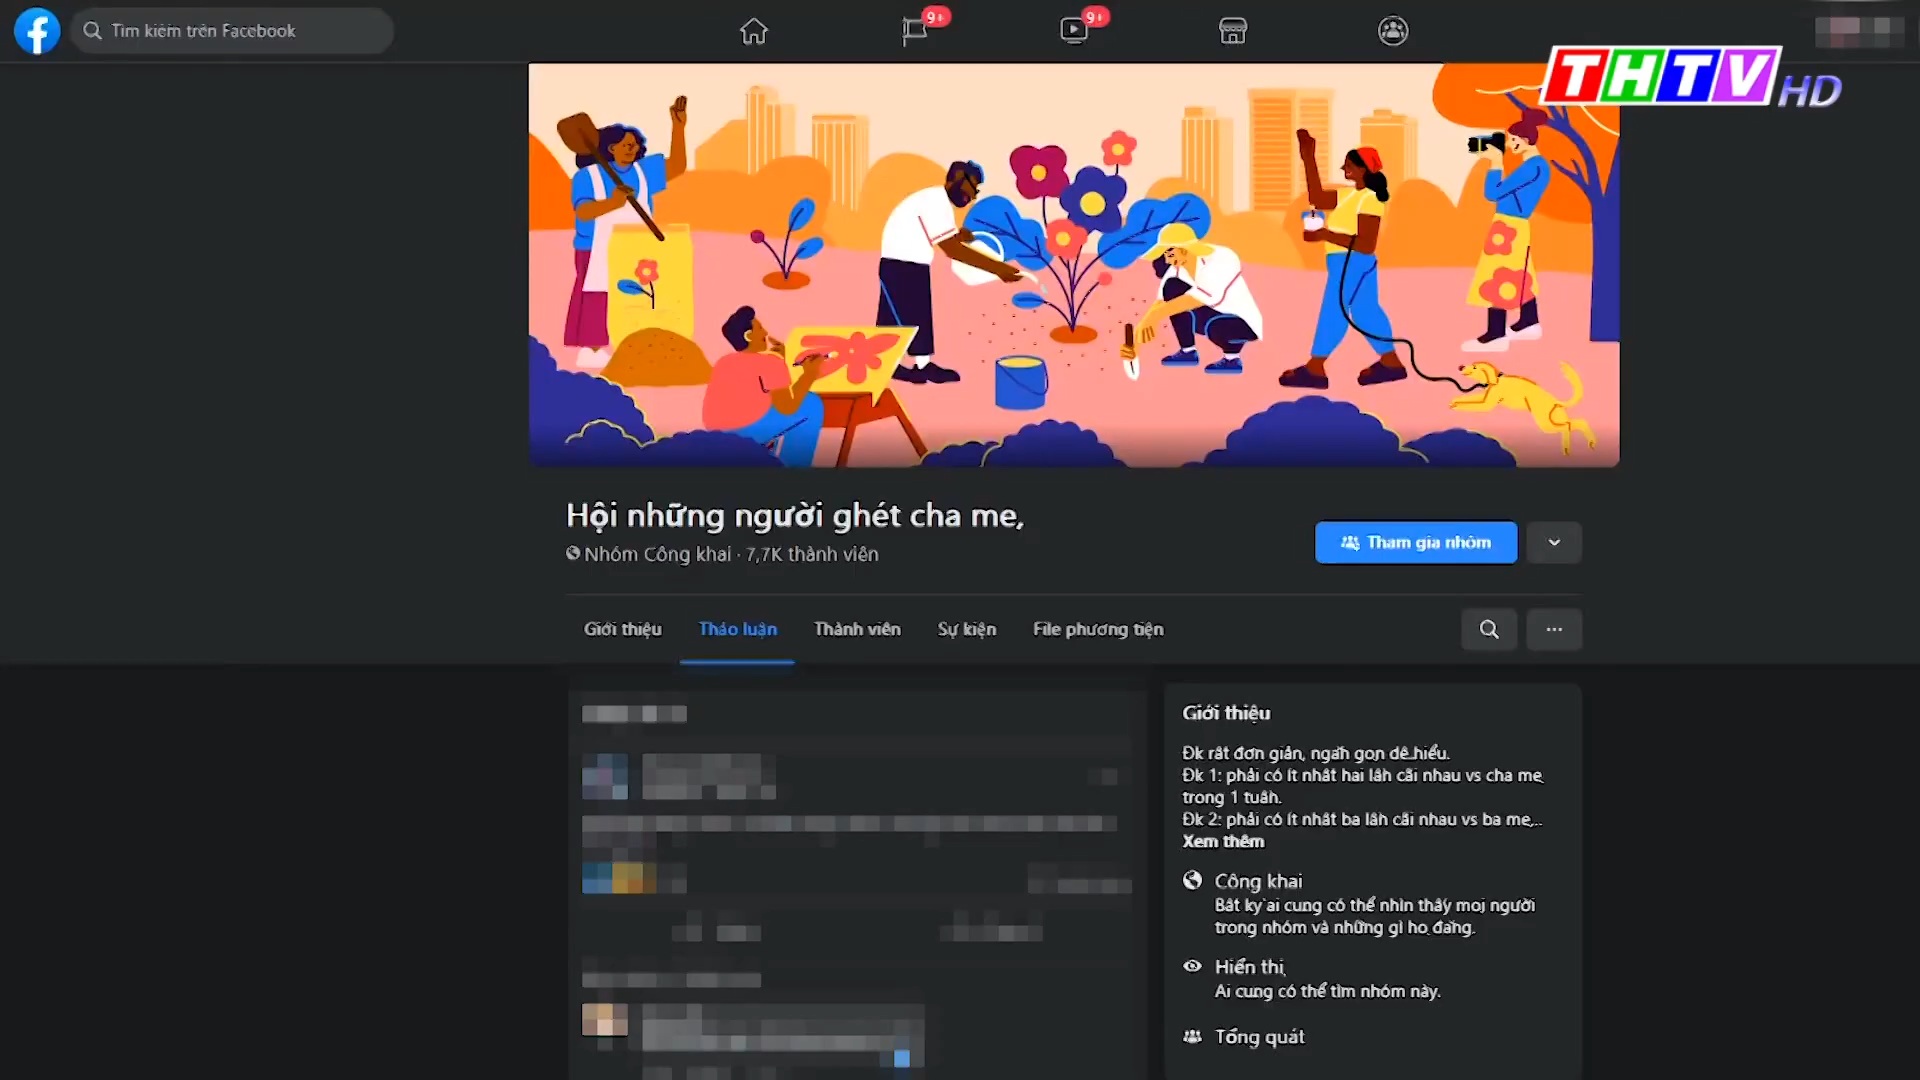 Tìm kiếm trên Facebook
9+
9+
THTV HD
Hội những người ghét cha mẹ,
Nhóm Công khai · 7,7K thành viên
Tham gia nhóm
Giới thiệu
Thảo luận
Thành viên
Sự kiện
File phương tiện
Giới thiệu
Đk rất đơn giản, ngắn gọn dễ hiểu.
Đk 1: phải có ít nhất hai lần cãi nhau vs cha mẹ
trong 1 tuần.
Đk 2: phải có ít nhất ba lần cãi nhau vs ba mẹ...
Xem thêm
Công khai
Bất kỳ ai cũng có thể nhìn thấy mọi người
trong nhóm và những gì họ đăng.
Hiển thị
Ai cũng có thể tìm nhóm này.
Tổng quát